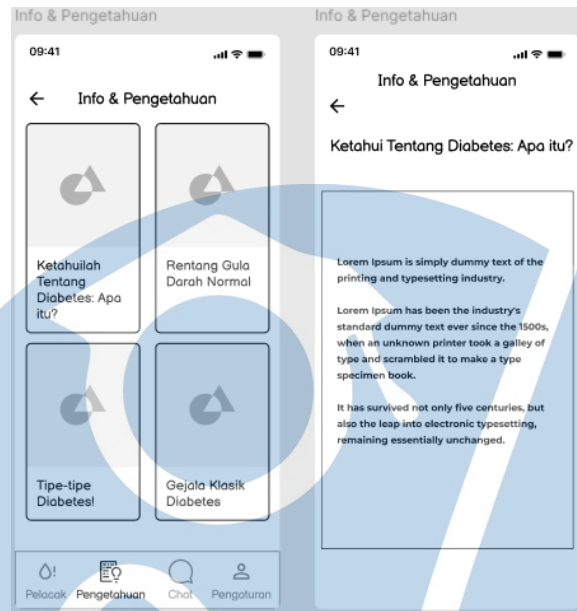 Info & Pengetahuan
09:41
Info & Pengetahuan
Ketahuilah
Tentang
Diabetes: Apa
itu?
Rentang Gula
Darah Normal
Tipe-tipe
Diabetes!
Gejala Klasik
Diabetes
Pelacak
Pengetahuan
Chat
Pengaturan
Info & Pengetahuan
09:41
Info & Pengetahuan
Ketahui Tentang Diabetes: Apa itu?
Lorem Ipsum is simply dummy text of the
printing and typesetting industry.
Lorem Ipsum has been the industry's
standard dummy text ever since the 1500s,
when an unknown printer took a galley of
type and scrambled it to make a type
specimen book.
It has survived not only five centuries, but
also the leap into electronic typesetting,
remaining essentially unchanged.